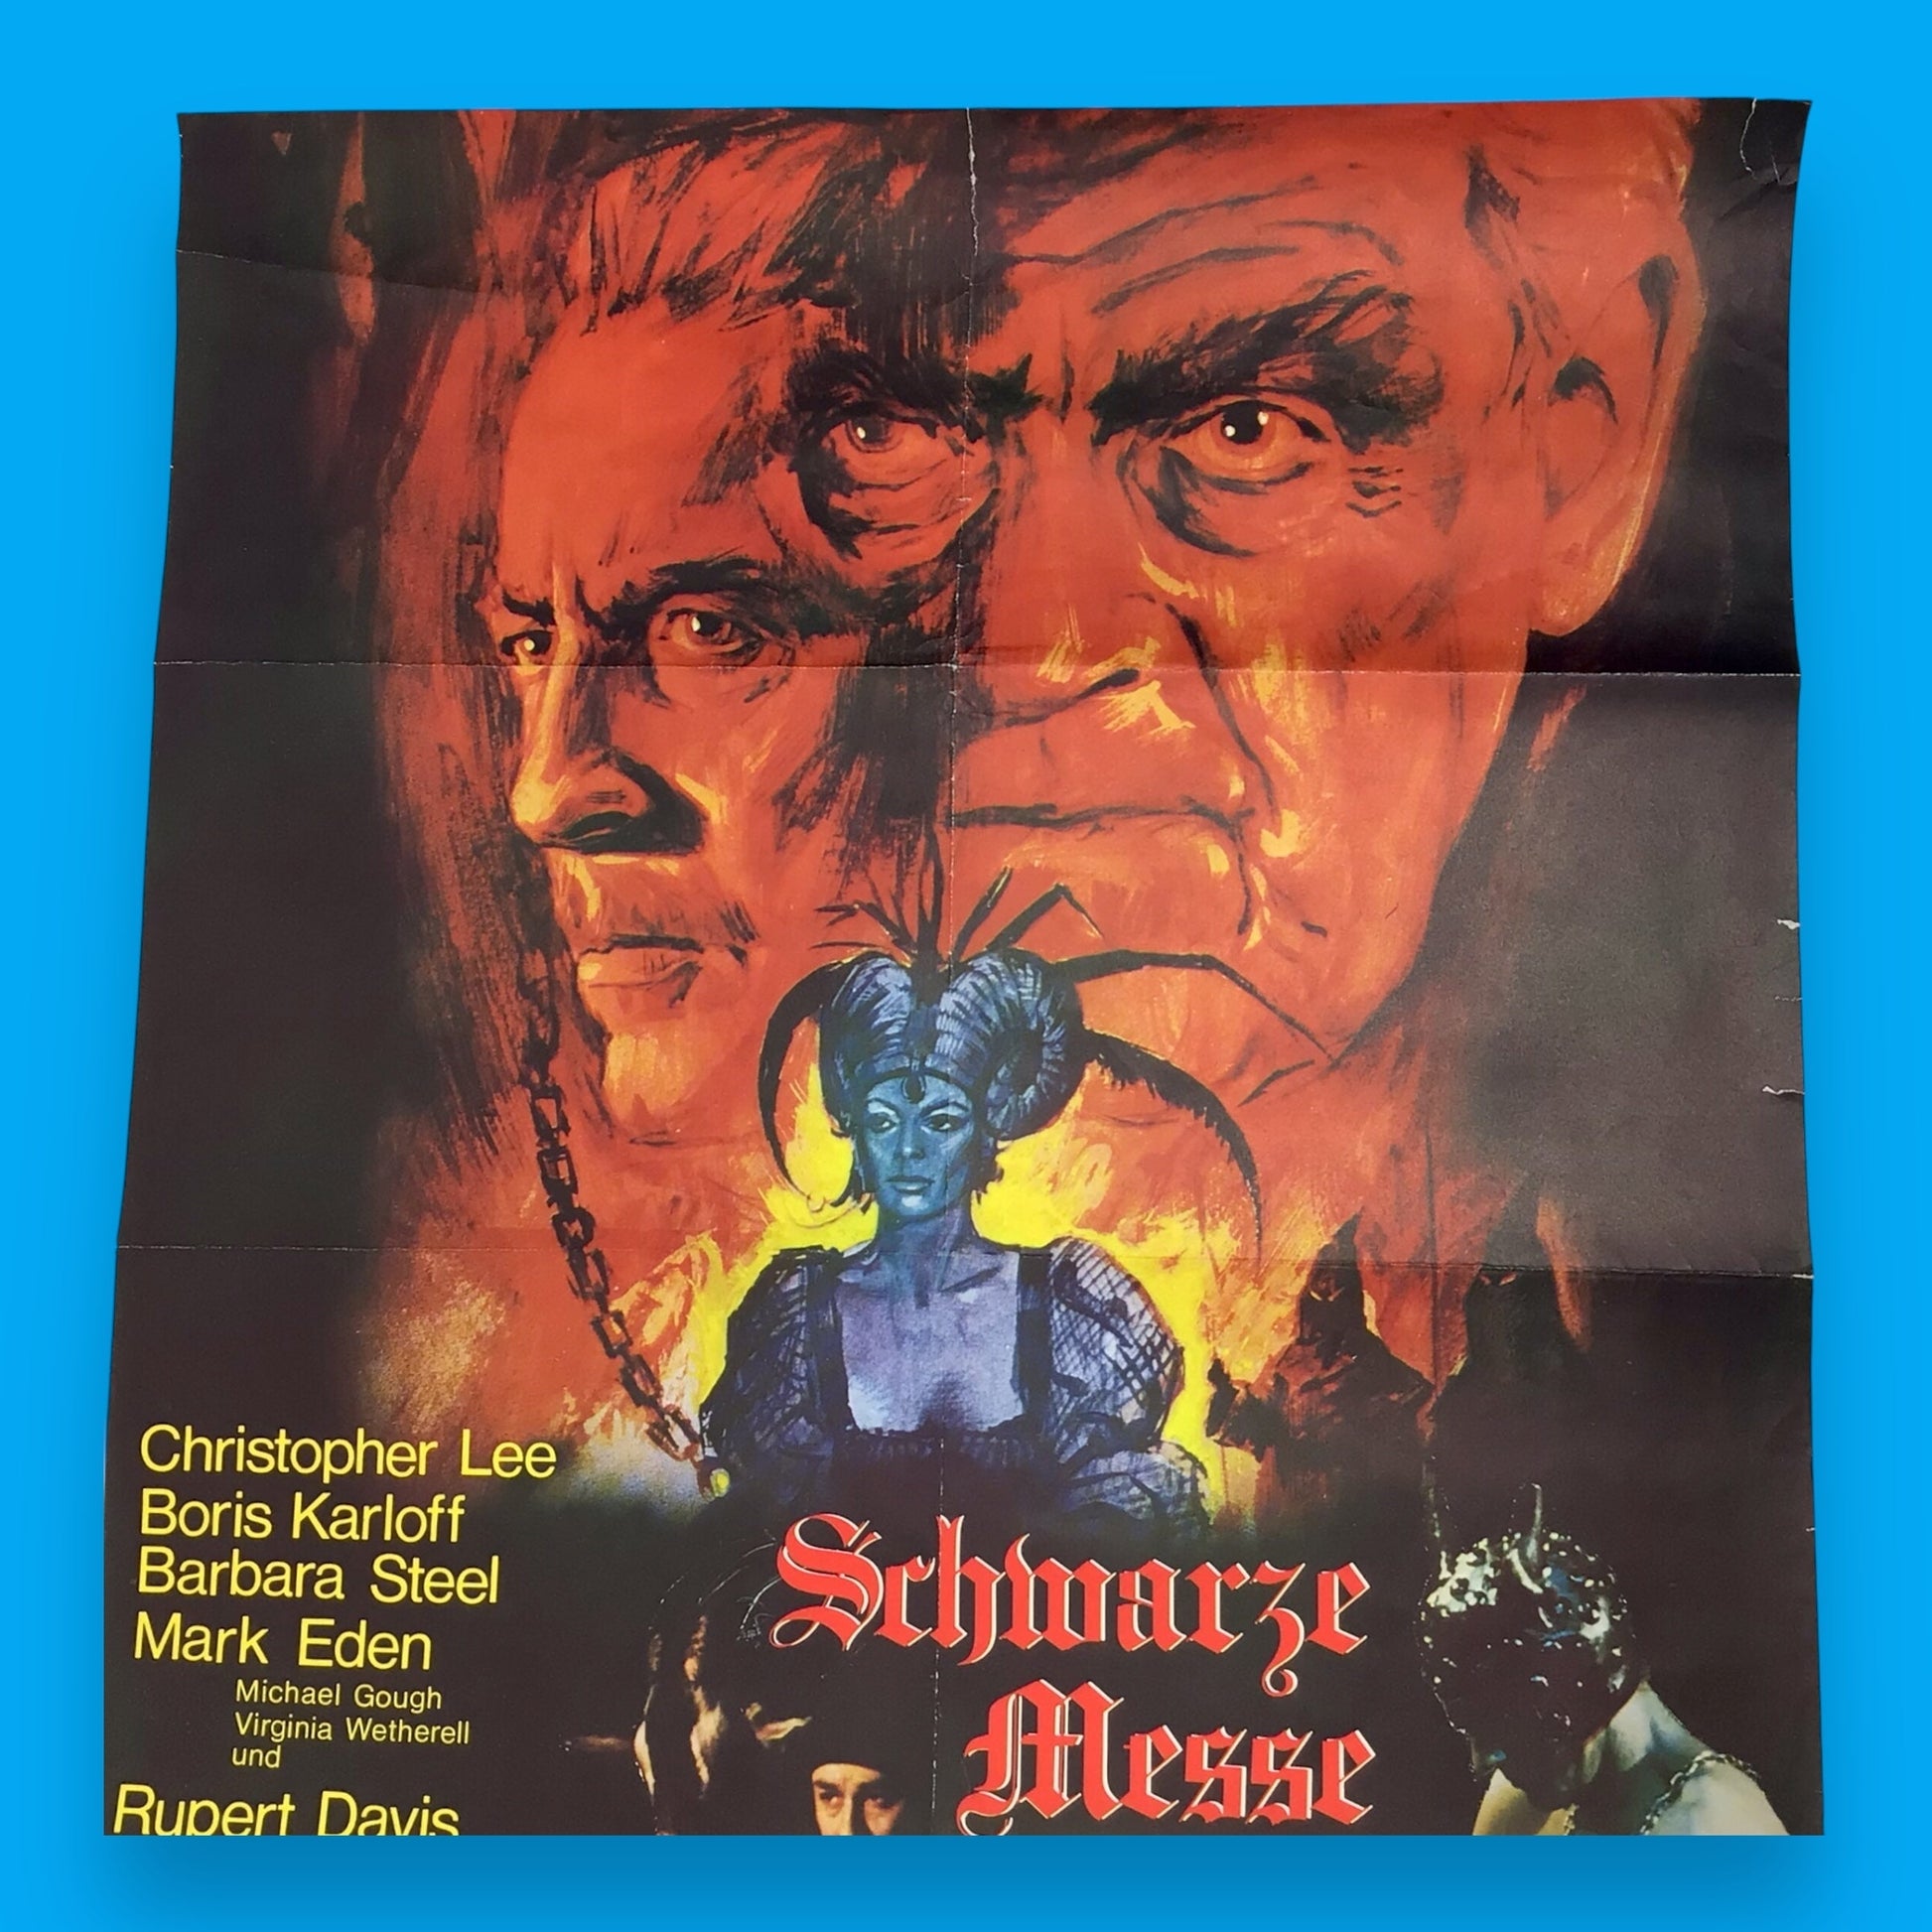 Christopher Lee
Boris Karloff
Barbara Steel
Mark Eden
Michael Gough
Virginia Wetherell
und
Rupert Davis
Schwarze
Messe